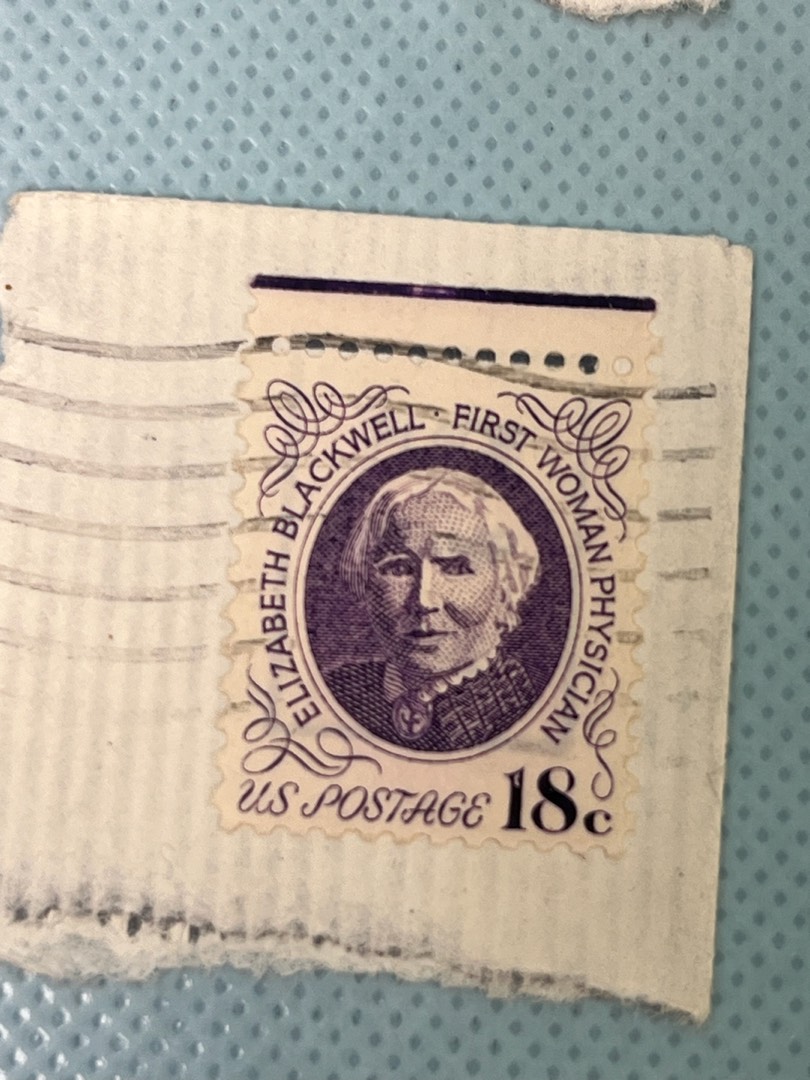 ELIZABETH BLACKWELL · FIRST WOMAN PHYSICIAN
US POSTAGE 18c